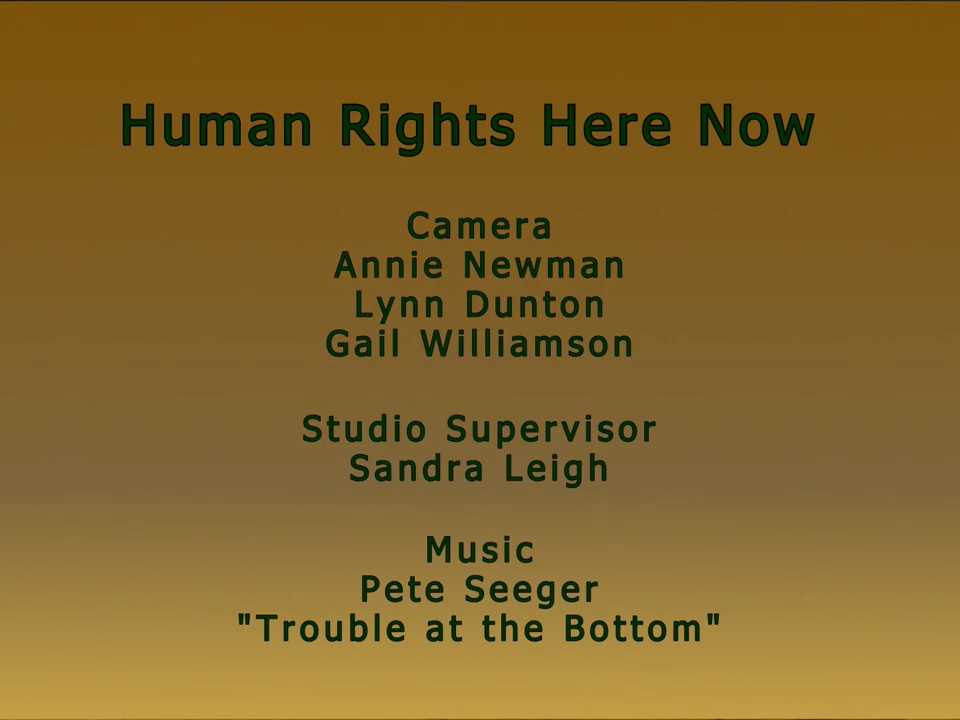 Human Rights Here Now
Camera
Annie Newman
Lynn Dunton
Gail Williamson
Studio Supervisor
Sandra Leigh
Music
Pete Seeger
"Trouble at the Bottom"